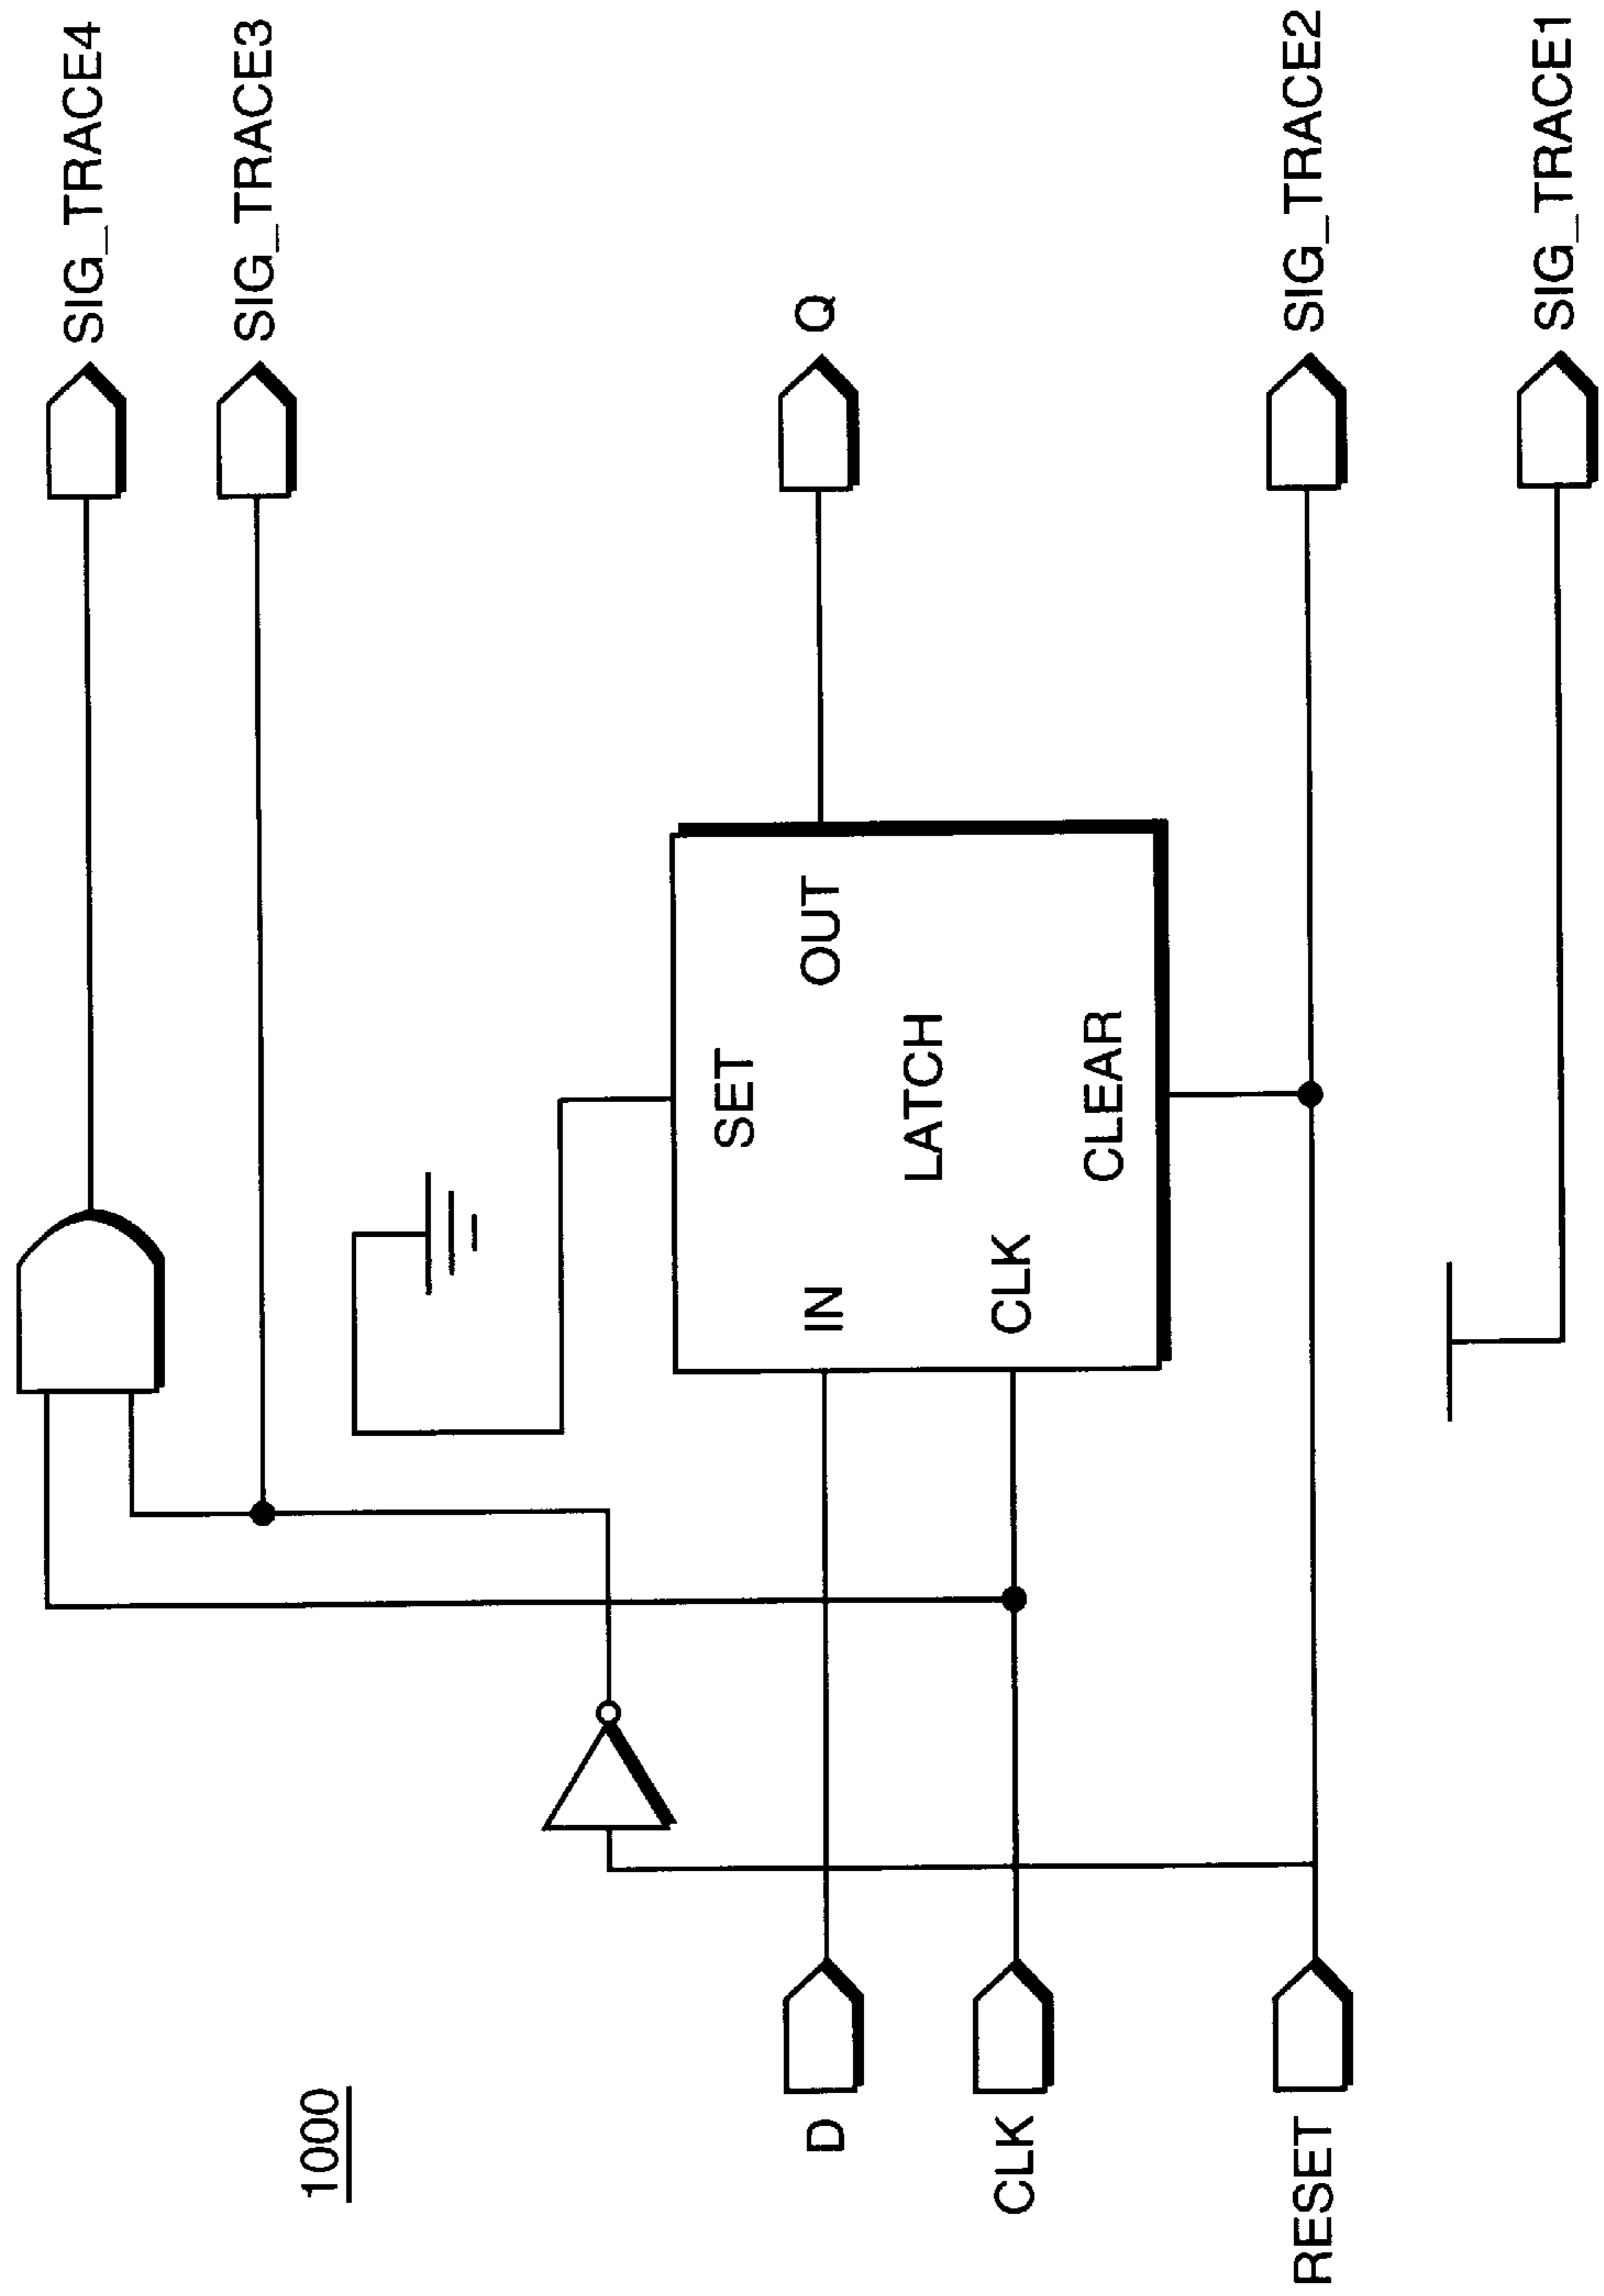 SIG_TRACE4
SIG_TRACE3
1000
SET
D
IN
OUT
Q
LATCH
CLK
CLK
CLEAR
RESET
SIG_TRACE2
SIG_TRACE1